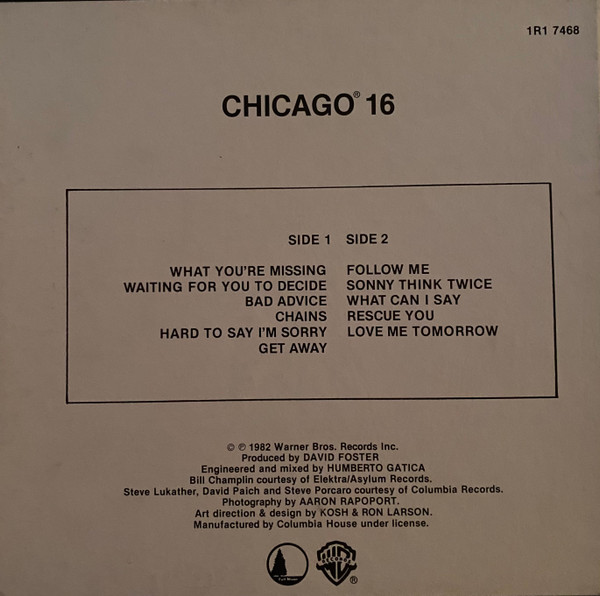 1R1 7468
CHICAGO® 16
SIDE 1 SIDE 2
WHAT YOU'RE MISSING FOLLOW ME
WAITING FOR YOU TO DECIDE SONNY THINK TWICE
BAD ADVICE WHAT CAN I SAY
CHAINS RESCUE YOU
HARD TO SAY I'M SORRY LOVE ME TOMORROW
GET AWAY
© ℗ 1982 Warner Bros. Records Inc.
Produced by DAVID FOSTER
Engineered and mixed by HUMBERTO GATICA
Bill Champlin courtesy of Elektra/Asylum Records.
Steve Lukather, David Paich and Steve Porcaro courtesy of Columbia Records.
Photography by AARON RAPOPORT.
Art direction & design by KOSH & RON LARSON.
Manufactured by Columbia House under license.
Full Moon
RECORDS
®